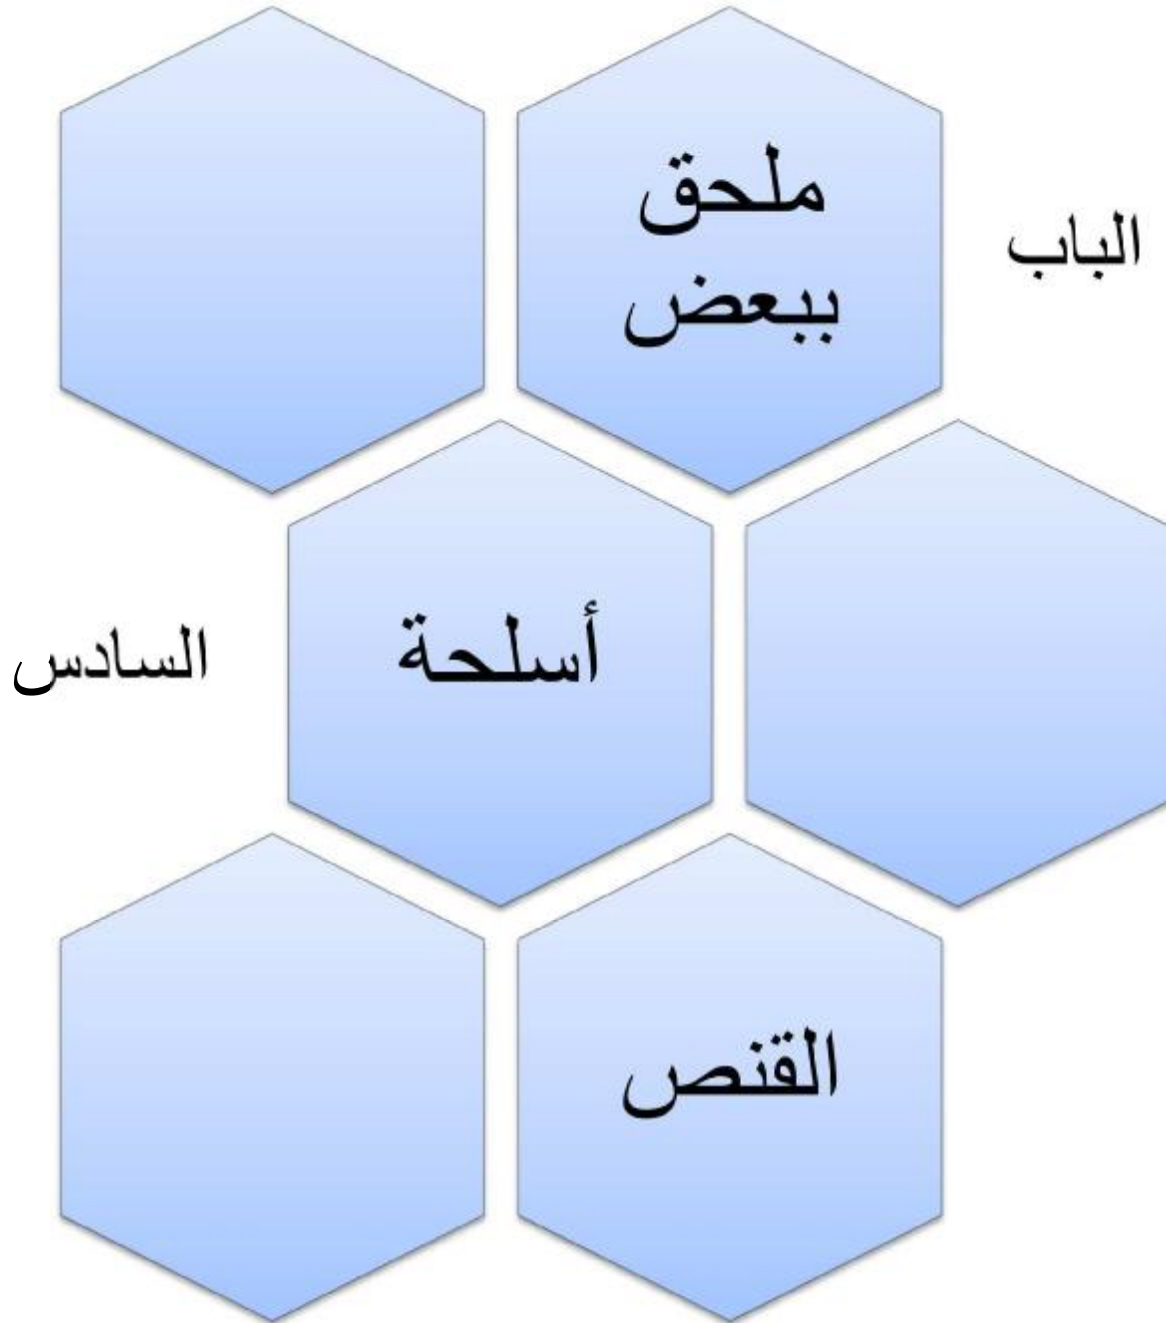 الباب
ملحق
ببعض
السادس
أسلحة
القنص